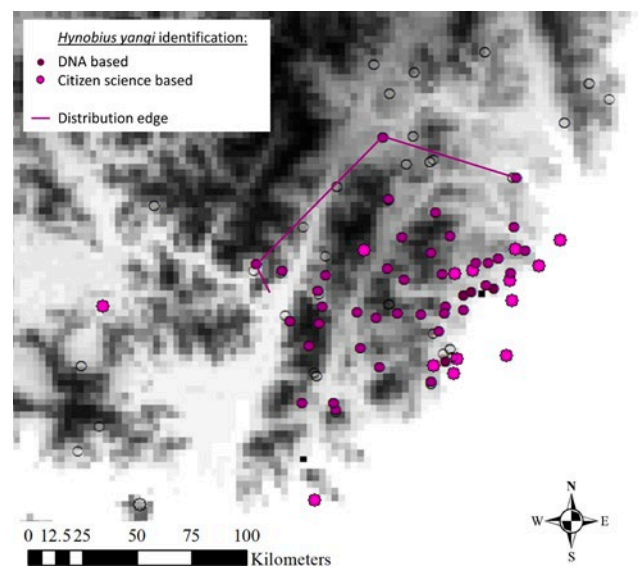 Hynobius yangi identification:
DNA based
Citizen science based
Distribution edge
N
W E
S
0 12.5 25 50 75 100
Kilometers